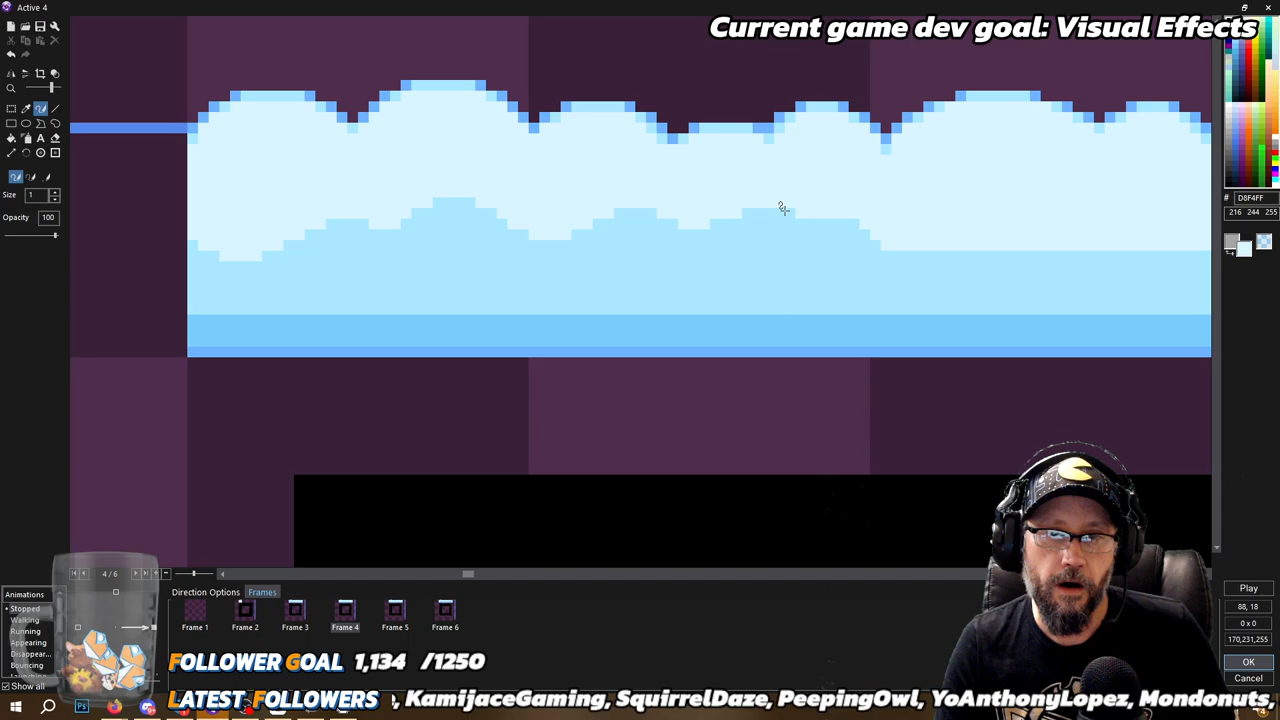 Active 4
Current game dev goal: Visual Effects
Size 1
Opacity 100
# D8F4FF
216 244 255
4 / 6
Animations
Stopped
Walking
Running
Appearing
Disappear...
Bouncing
Show all
Direction Options Frames
Frame 1 Frame 2 Frame 3 Frame 4 Frame 5 Frame 6
Play
88, 18
0 x 0
170,231,255
OK
Cancel
Follower Goal 1,134 /1250
Latest Followers , KamijaceGaming, SquirrelDaze, PeepingOwl, YoAnthonyLopez, Mondonuts,